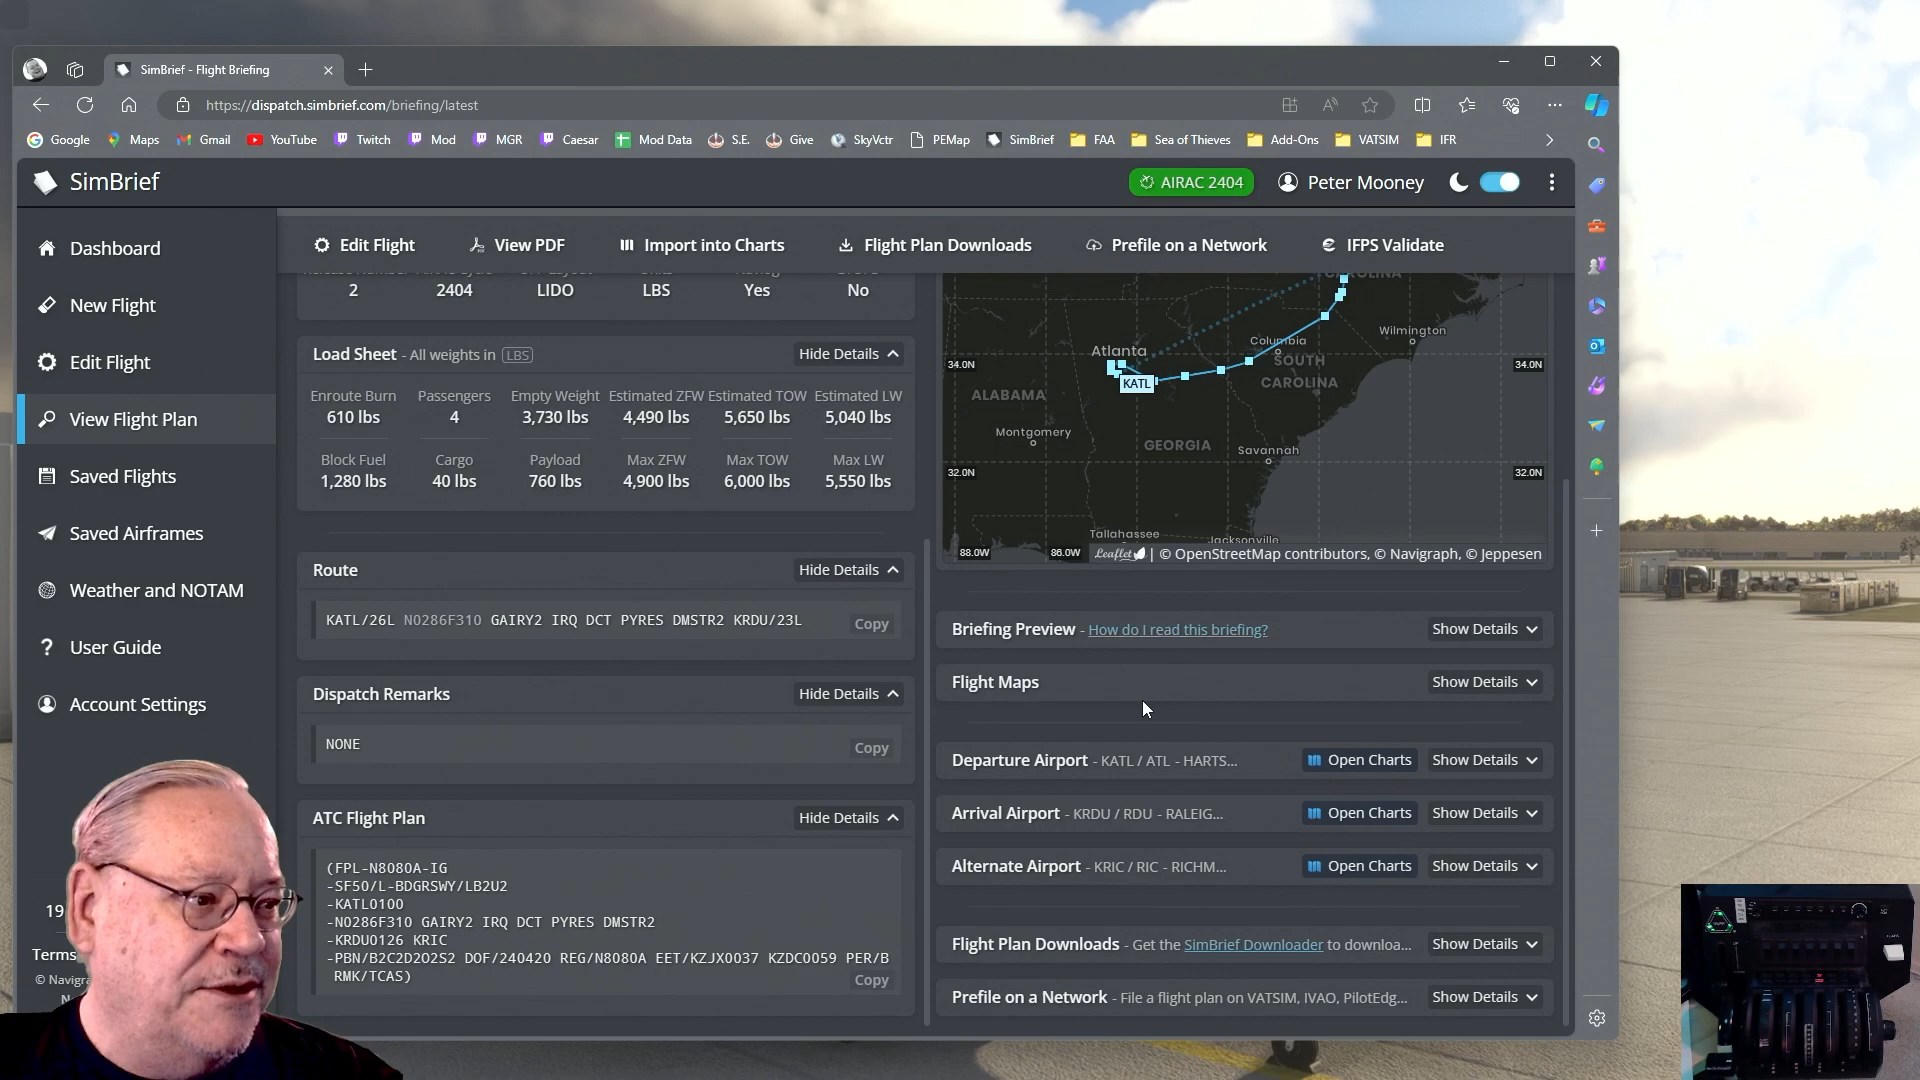 SimBrief - Flight Briefing
https://dispatch.simbrief.com/briefing/latest
Google Maps Gmail YouTube Twitch Mod MGR Caesar Mod Data S.E. Give SkyVctr PEMap SimBrief FAA Sea of Thieves Add-Ons VATSIM IFR
SimBrief
AIRAC 2404
Peter Mooney
Dashboard
New Flight
Edit Flight
View Flight Plan
Saved Flights
Saved Airframes
Weather and NOTAM
User Guide
Account Settings
19
Terms
© Navigra
Edit Flight View PDF Import into Charts Flight Plan Downloads Prefile on a Network IFPS Validate
2 2404 LIDO LBS Yes No
Load Sheet - All weights in LBS
Hide Details
Enroute Burn Passengers Empty Weight Estimated ZFW Estimated TOW Estimated LW
610 lbs 4 3,730 lbs 4,490 lbs 5,650 lbs 5,040 lbs
Block Fuel Cargo Payload Max ZFW Max TOW Max LW
1,280 lbs 40 lbs 760 lbs 4,900 lbs 6,000 lbs 5,550 lbs
Route
Hide Details
KATL/26L N0286F310 GAIRY2 IRQ DCT PYRES DMSTR2 KRDU/23L
Copy
Dispatch Remarks
Hide Details
NONE
Copy
ATC Flight Plan
Hide Details
(FPL-N8080A-IG
-SF50/L-BDGRSWY/LB2U2
-KATL0100
-N0286F310 GAIRY2 IRQ DCT PYRES DMSTR2
-KRDU0126 KRIC
-PBN/B2C2D2O2S2 DOF/240420 REG/N8080A EET/KZJX0037 KZDC0059 PER/B
RMK/TCAS)
Copy
CAROLINA
Wilmington
Columbia
Atlanta
SOUTH
CAROLINA
34.0N
34.0N
KATL
ALABAMA
Montgomery
GEORGIA
Savannah
32.0N
32.0N
Tallahassee
Jacksonville
88.0W
86.0W
Leaflet | © OpenStreetMap contributors, © Navigraph, © Jeppesen
Briefing Preview - How do I read this briefing?
Show Details
Flight Maps
Show Details
Departure Airport - KATL / ATL - HARTS...
Open Charts
Show Details
Arrival Airport - KRDU / RDU - RALEIG...
Open Charts
Show Details
Alternate Airport - KRIC / RIC - RICHM...
Open Charts
Show Details
Flight Plan Downloads - Get the SimBrief Downloader to downloa...
Show Details
Prefile on a Network - File a flight plan on VATSIM, IVAO, PilotEdg...
Show Details